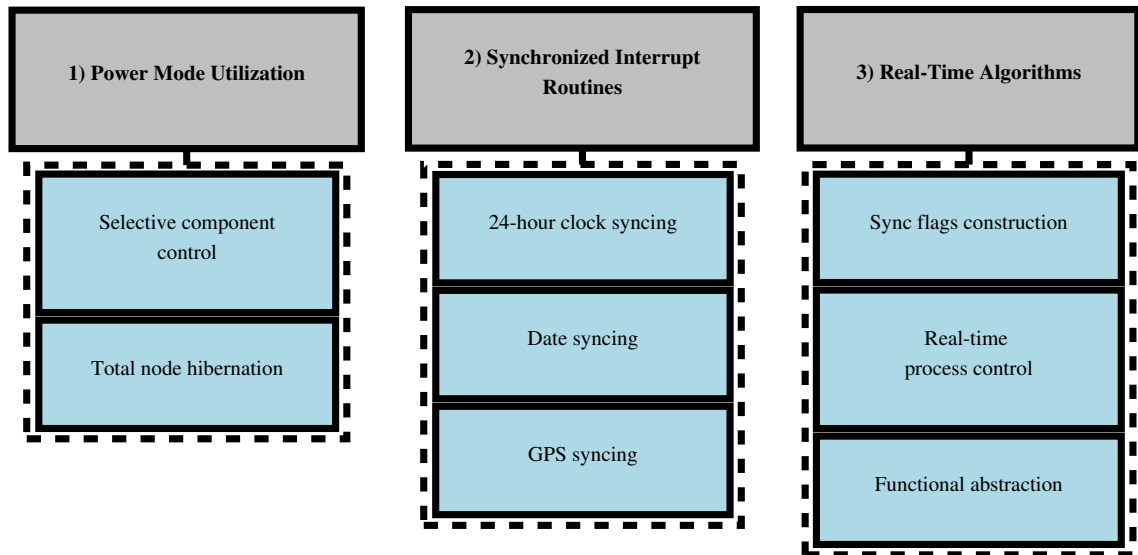 1) Power Mode Utilization
Selective component
control
Total node hibernation
2) Synchronized Interrupt
Routines
24-hour clock syncing
Date syncing
GPS syncing
3) Real-Time Algorithms
Sync flags construction
Real-time
process control
Functional abstraction